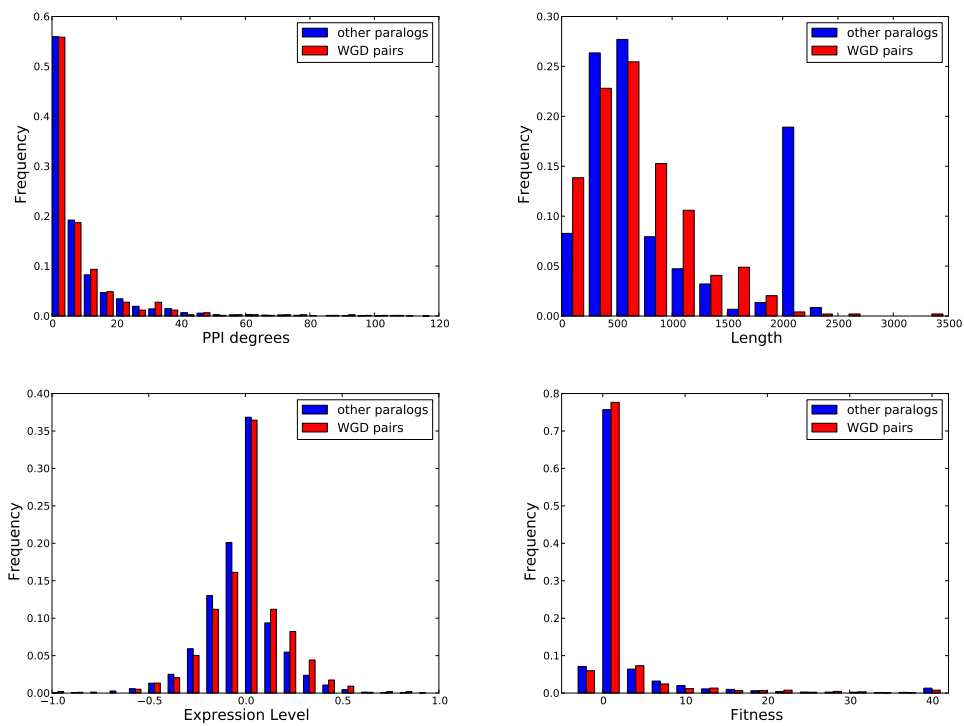 0.6
0.5
0.4
0.3
0.2
0.1
0.0
Frequency
0 20 40 60 80 100 120
PPI degrees
other paralogs
WGD pairs
0.30
0.25
0.20
0.15
0.10
0.05
0.00
Frequency
0 500 1000 1500 2000 2500 3000 3500
Length
other paralogs
WGD pairs
0.40
0.35
0.30
0.25
0.20
0.15
0.10
0.05
0.00
Frequency
−1.0 −0.5 0.0 0.5 1.0
Expression Level
other paralogs
WGD pairs
0.8
0.7
0.6
0.5
0.4
0.3
0.2
0.1
0.0
Frequency
0 10 20 30 40
Fitness
other paralogs
WGD pairs